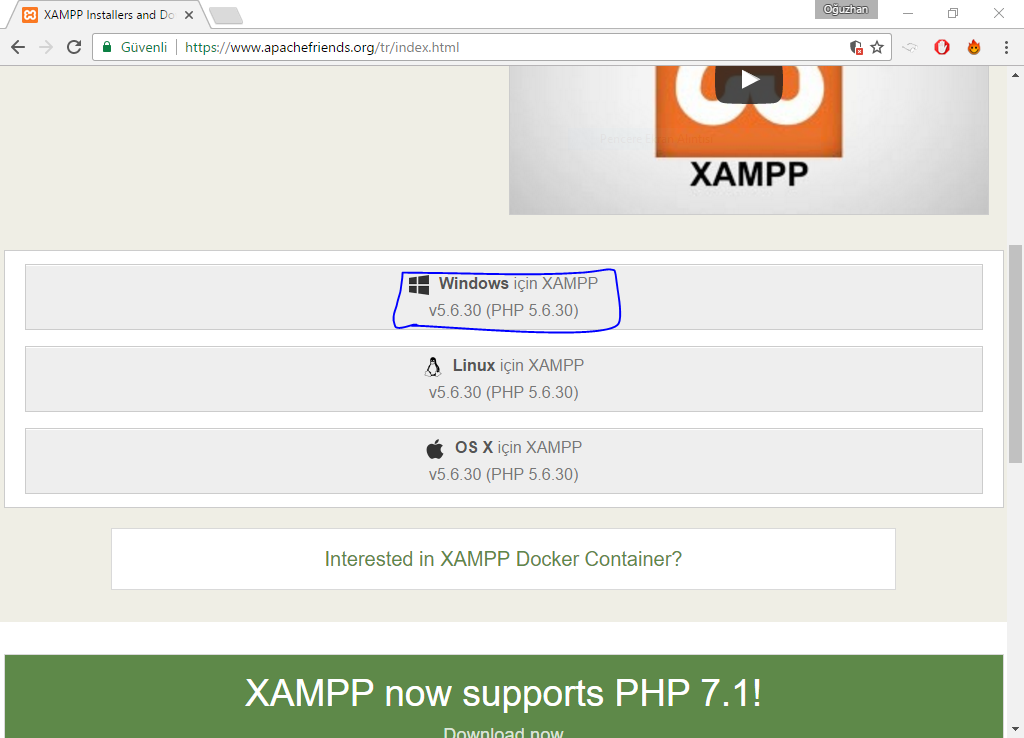 XAMPP Installers and Do
Oğuzhan
Güvenli
https://www.apachefriends.org/tr/index.html
XAMPP
Windows için XAMPP
v5.6.30 (PHP 5.6.30)
Linux için XAMPP
v5.6.30 (PHP 5.6.30)
OS X için XAMPP
v5.6.30 (PHP 5.6.30)
Interested in XAMPP Docker Container?
XAMPP now supports PHP 7.1!
Download now